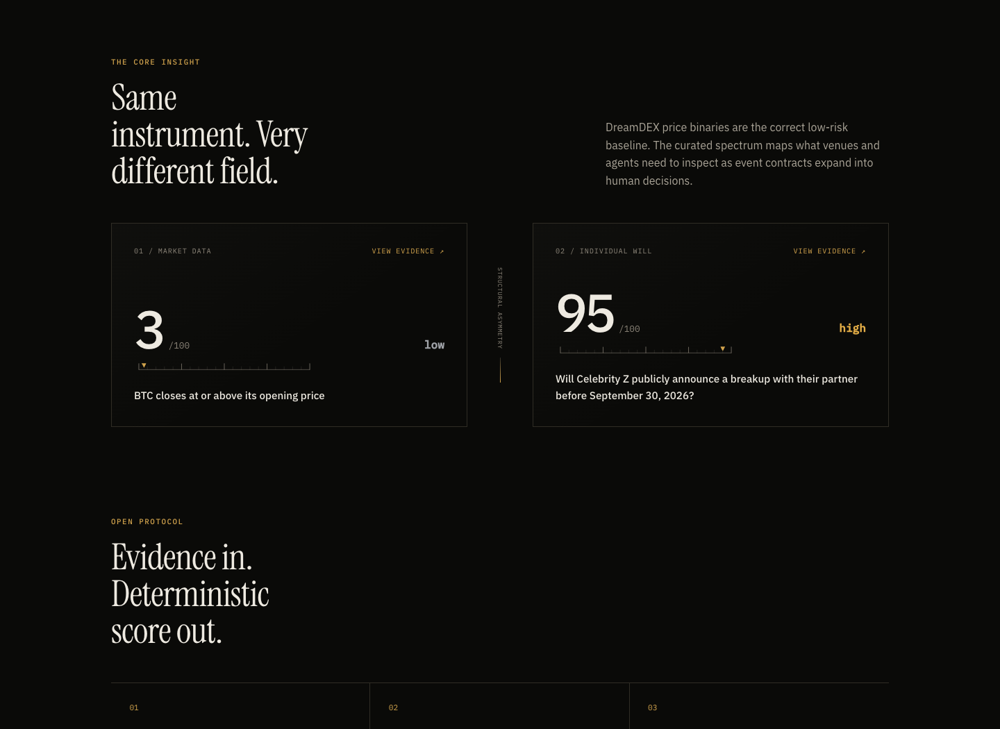 THE CORE INSIGHT
Same
instrument. Very
different field.
DreamDEX price binaries are the correct low-risk
baseline. The curated spectrum maps what venues and
agents need to inspect as event contracts expand into
human decisions.
01 / MARKET DATA
VIEW EVIDENCE ↗
3 /100
low
BTC closes at or above its opening price
STRUCTURAL ASYMMETRY
02 / INDIVIDUAL WILL
VIEW EVIDENCE ↗
95 /100
high
Will Celebrity Z publicly announce a breakup with their partner
before September 30, 2026?
OPEN PROTOCOL
Evidence in.
Deterministic
score out.
01
02
03